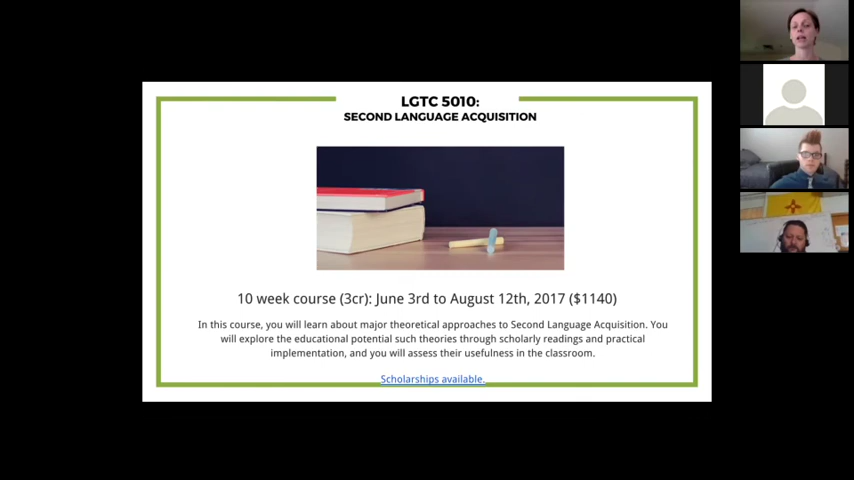 LGTC 5010:
SECOND LANGUAGE ACQUISITION
10 week course (3cr): June 3rd to August 12th, 2017 ($1140)
In this course, you will learn about major theoretical approaches to Second Language Acquisition. You
will explore the educational potential such theories through scholarly readings and practical
implementation, and you will assess their usefulness in the classroom.
Scholarships available.